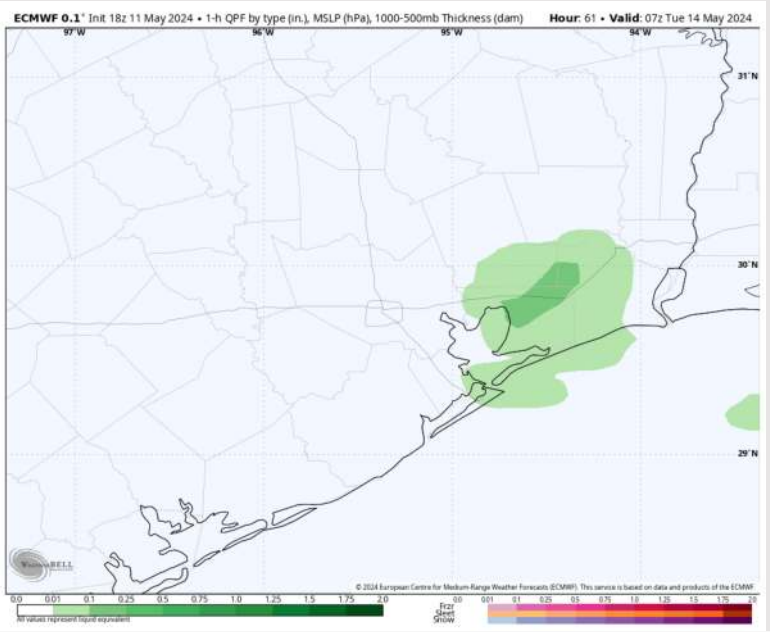 ECMWF 0.1° Init 18z 11 May 2024 • 1-h QPF by type (in.), MSLP (hPa), 1000-500mb Thickness (dam) Hour: 61 • Valid: 07z Tue 14 May 2024
97°W 96°W 95°W 94°W
31°N
30°N
29°N
WeatherBELL
© 2024 European Centre for Medium-Range Weather Forecasts (ECMWF). This service is based on data and products of the ECMWF
0.0 0.01 0.1 0.25 0.5 1.0 1.25 1.5 1.75 2.0
All values represent liquid equivalent
0.0 0.01 0.1 0.25 0.5 1.0 1.25 1.5 1.75 2.0
Frzr
Sleet
Snow